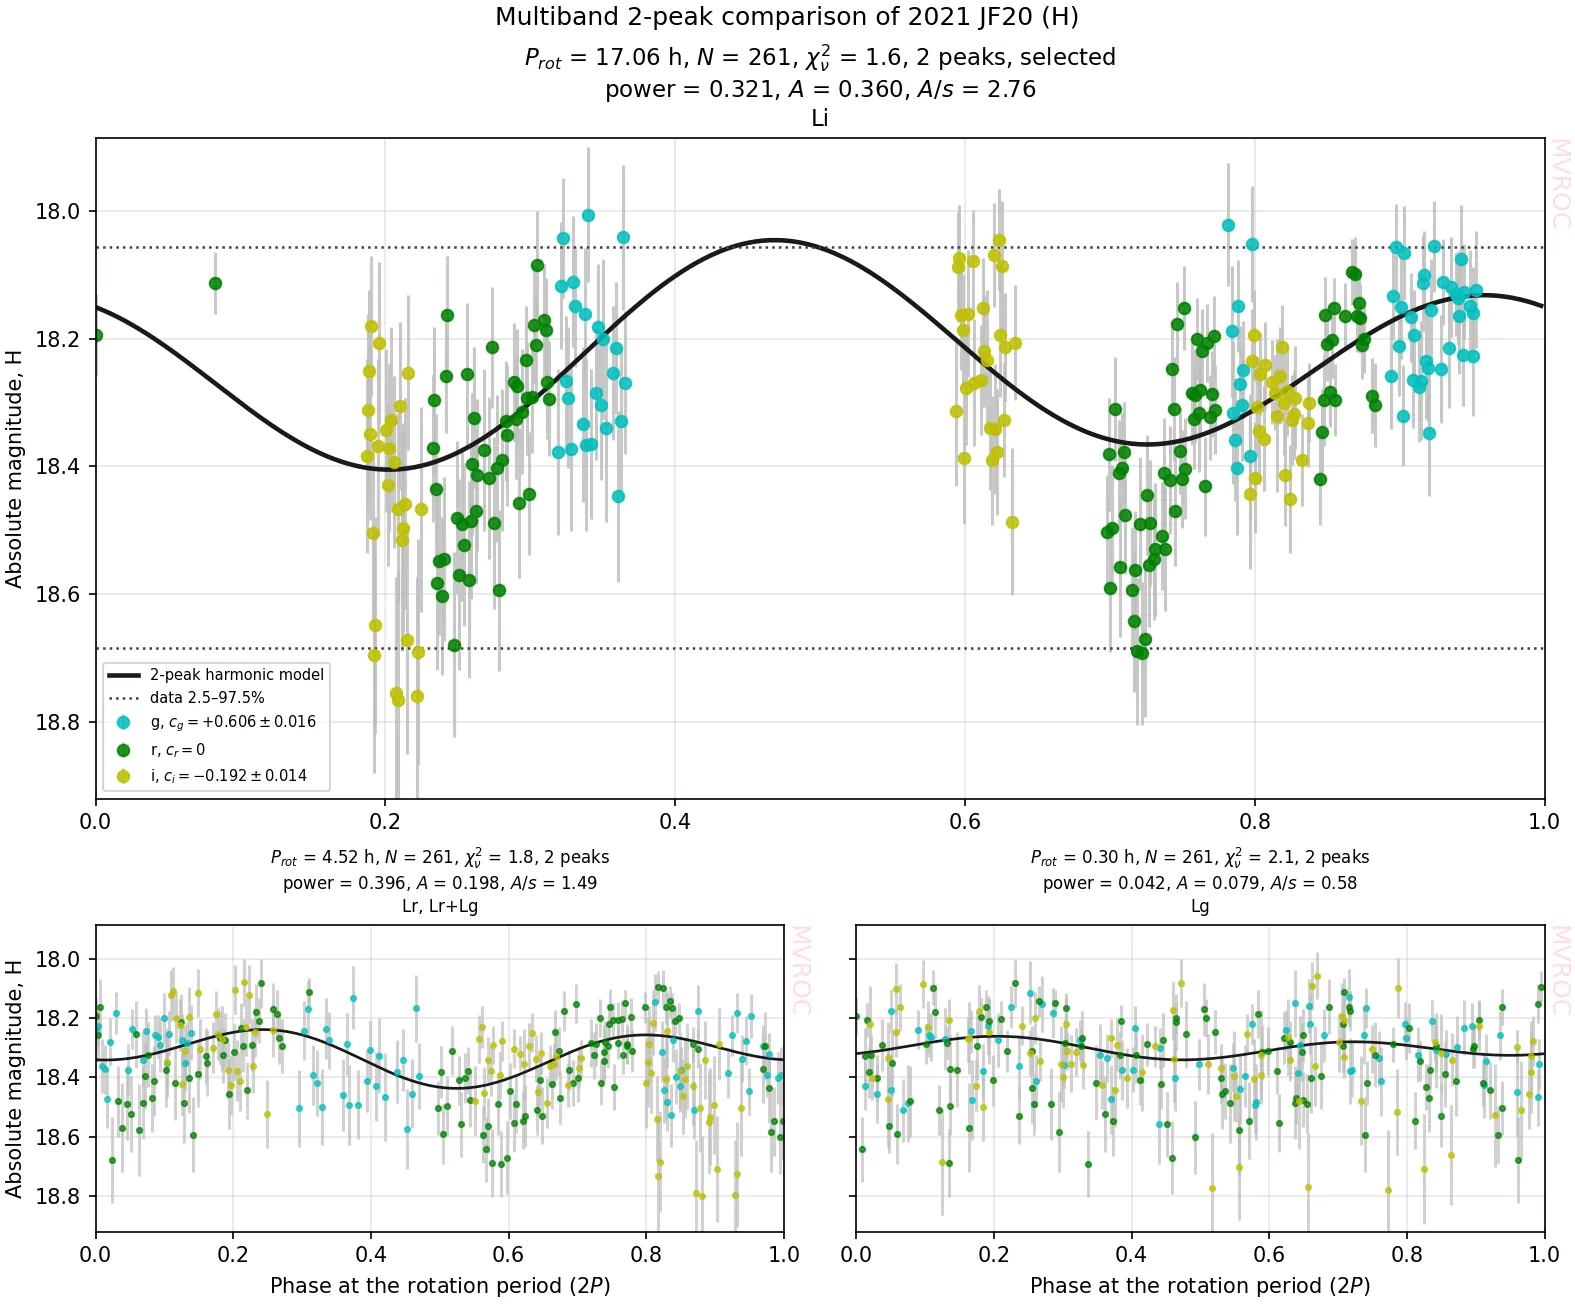 Multiband 2-peak comparison of 2021 JF20 (H)
P_rot = 17.06 h, N = 261, χ²_ν = 1.6, 2 peaks, selected
power = 0.321, A = 0.360, A/s = 2.76
Li
MVROC
Absolute magnitude, H
18.0
18.2
18.4
18.6
18.8
2-peak harmonic model
data 2.5–97.5%
g, c_g = +0.606 ± 0.016
r, c_r = 0
i, c_i = −0.192 ± 0.014
0.0 0.2 0.4 0.6 0.8 1.0
P_rot = 4.52 h, N = 261, χ²_ν = 1.8, 2 peaks
power = 0.396, A = 0.198, A/s = 1.49
Lr, Lr+Lg
MVROC
Absolute magnitude, H
18.0
18.2
18.4
18.6
18.8
0.0 0.2 0.4 0.6 0.8 1.0
Phase at the rotation period (2P)
P_rot = 0.30 h, N = 261, χ²_ν = 2.1, 2 peaks
power = 0.042, A = 0.079, A/s = 0.58
Lg
MVROC
0.0 0.2 0.4 0.6 0.8 1.0
Phase at the rotation period (2P)